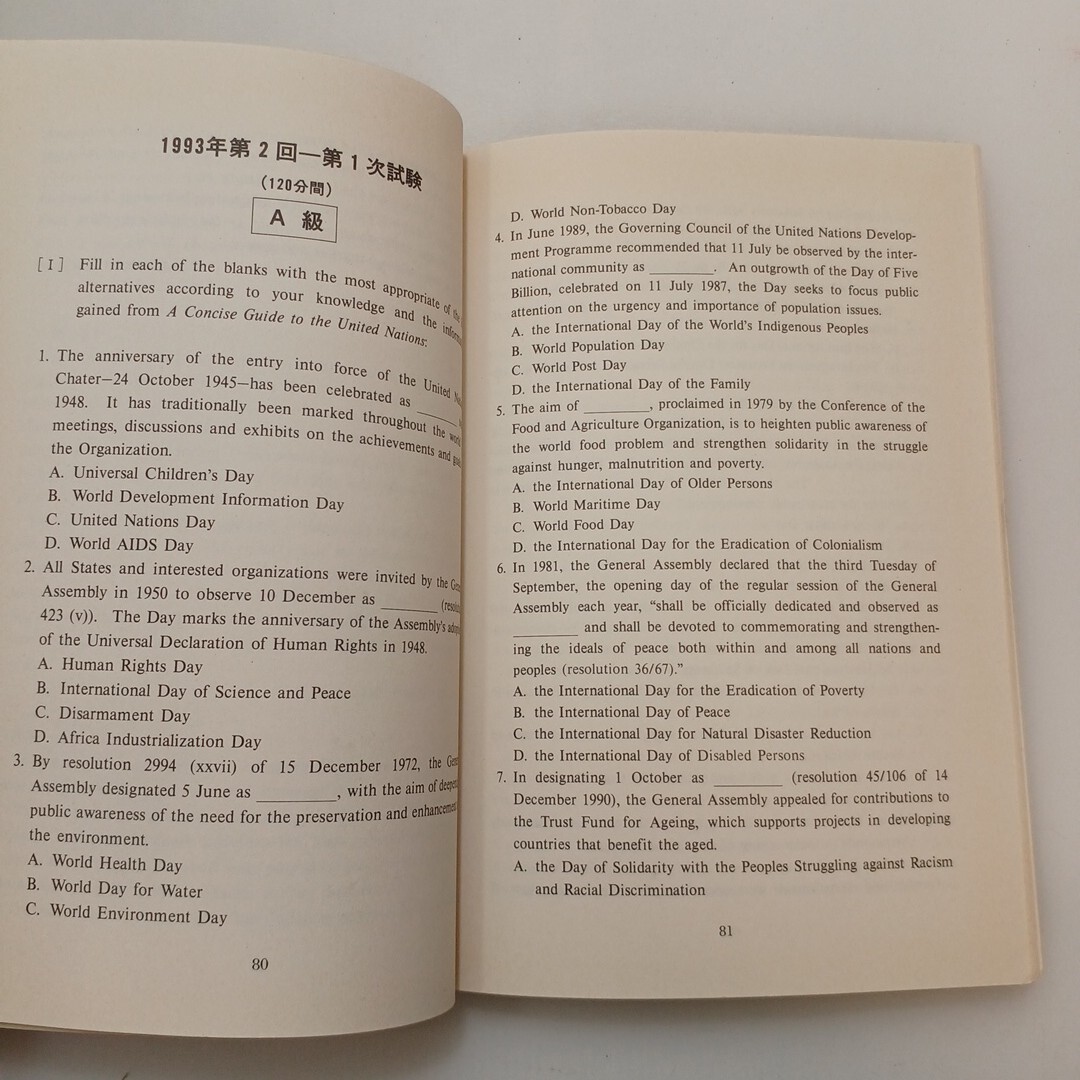 1993年第2回—第1次試験
(120分間)
A 級
[I] Fill in each of the blanks with the most appropriate of the
alternatives according to your knowledge and the
gained from A Concise Guide to the United Nations:
1. The anniversary of the entry into force of the United
Chater—24 October 1945—has been celebrated as ________
1948. It has traditionally been marked throughout the
meetings, discussions and exhibits on the achievements and
the Organization.
A. Universal Children's Day
B. World Development Information Day
C. United Nations Day
D. World AIDS Day
2. All States and interested organizations were invited by the
Assembly in 1950 to observe 10 December as ________
423 (v)). The Day marks the anniversary of the Assembly's
of the Universal Declaration of Human Rights in 1948.
A. Human Rights Day
B. International Day of Science and Peace
C. Disarmament Day
D. Africa Industrialization Day
3. By resolution 2994 (xxvii) of 15 December 1972, the
Assembly designated 5 June as ________, with the aim of
public awareness of the need for the preservation and
the environment.
A. World Health Day
B. World Day for Water
C. World Environment Day
80
D. World Non-Tobacco Day
4. In June 1989, the Governing Council of the United Nations Develop-
ment Programme recommended that 11 July be observed by the inter-
national community as ________. An outgrowth of the Day of Five
Billion, celebrated on 11 July 1987, the Day seeks to focus public
attention on the urgency and importance of population issues.
A. the International Day of the World's Indigenous Peoples
B. World Population Day
C. World Post Day
D. the International Day of the Family
5. The aim of ________, proclaimed in 1979 by the Conference of the
Food and Agriculture Organization, is to heighten public awareness of
the world food problem and strengthen solidarity in the struggle
against hunger, malnutrition and poverty.
A. the International Day of Older Persons
B. World Maritime Day
C. World Food Day
D. the International Day for the Eradication of Colonialism
6. In 1981, the General Assembly declared that the third Tuesday of
September, the opening day of the regular session of the General
Assembly each year, "shall be officially dedicated and observed as
________ and shall be devoted to commemorating and strengthen-
ing the ideals of peace both within and among all nations and
peoples (resolution 36/67)."
A. the International Day for the Eradication of Poverty
B. the International Day of Peace
C. the International Day for Natural Disaster Reduction
D. the International Day of Disabled Persons
7. In designating 1 October as ________ (resolution 45/106 of 14
December 1990), the General Assembly appealed for contributions to
the Trust Fund for Ageing, which supports projects in developing
countries that benefit the aged.
A. the Day of Solidarity with the Peoples Struggling against Racism
and Racial Discrimination
81